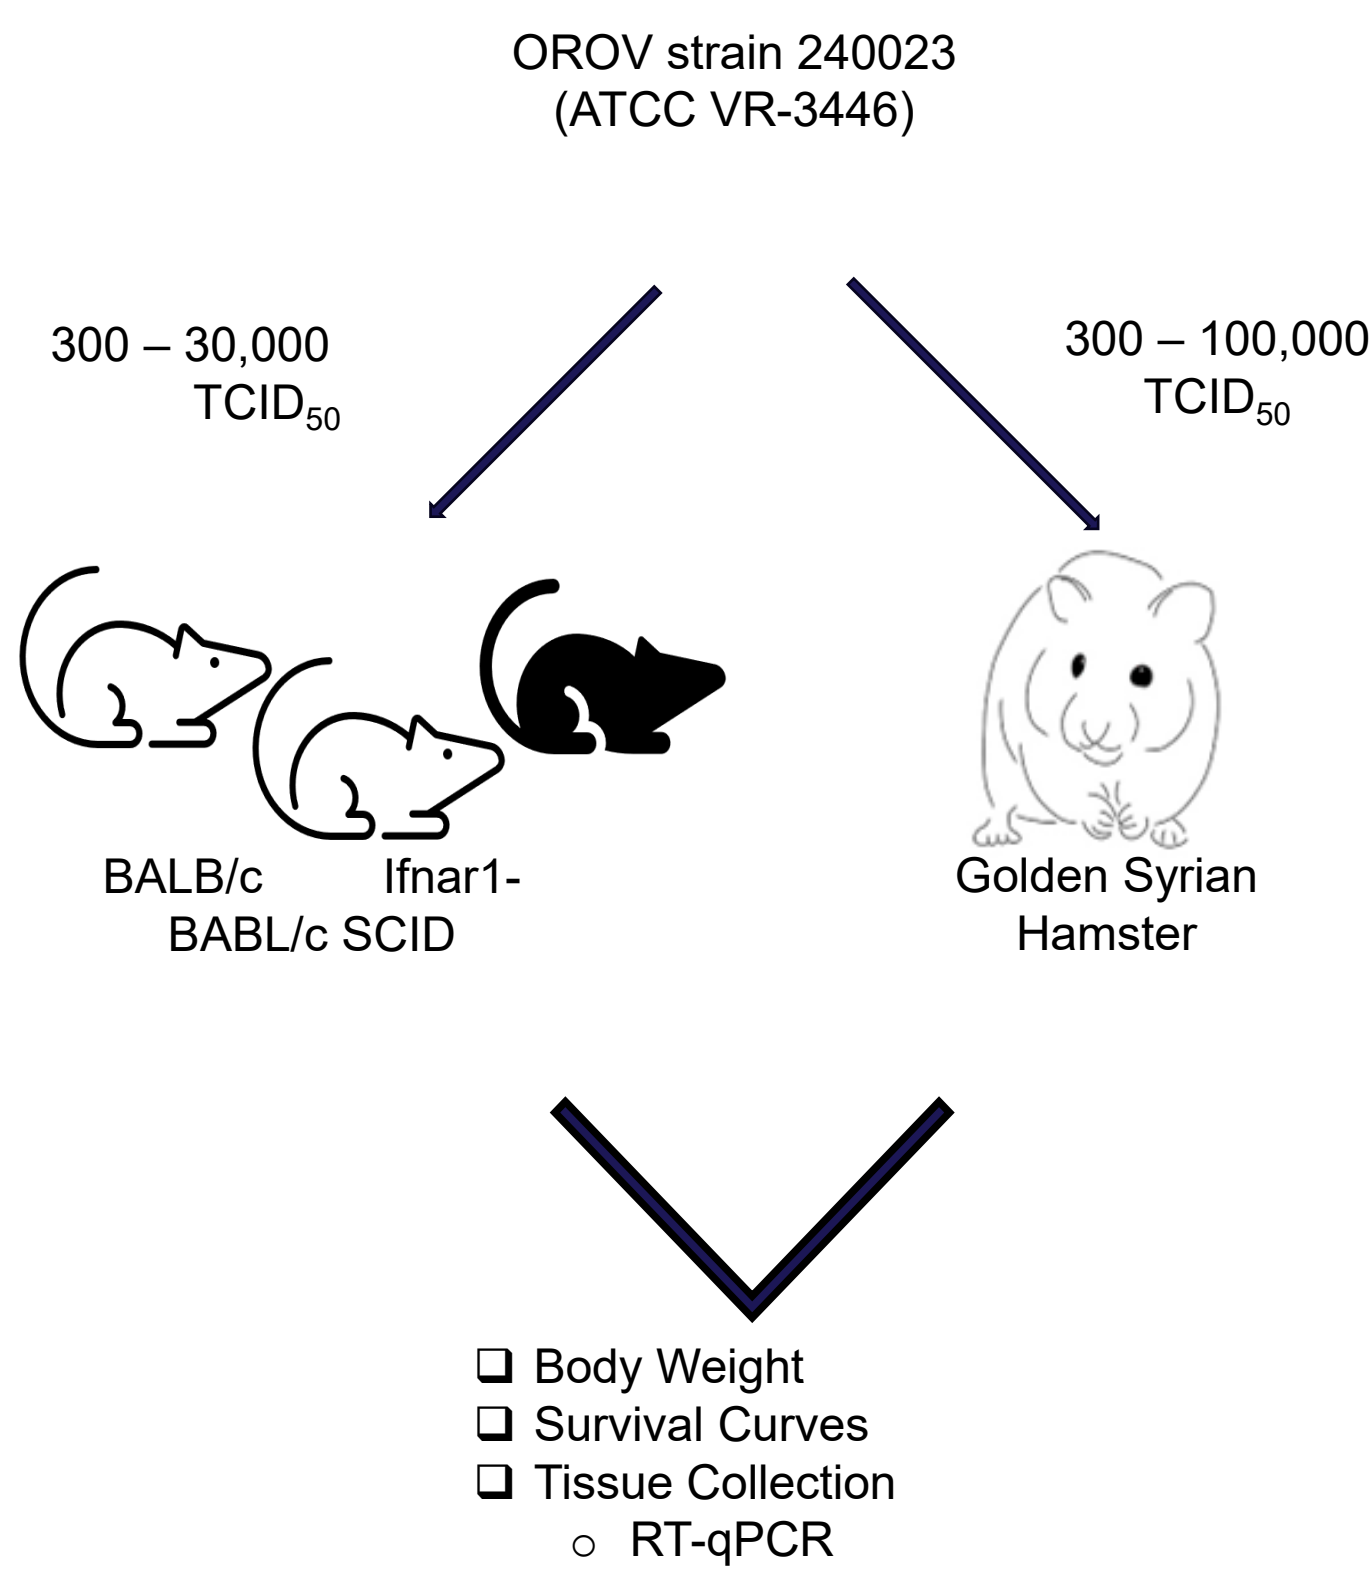 OROV strain 240023
(ATCC VR-3446)
300 – 30,000
TCID50
300 – 100,000
TCID50
BALB/c Ifnar1-
BABL/c SCID
Golden Syrian
Hamster
❑ Body Weight
❑ Survival Curves
❑ Tissue Collection
○ RT-qPCR